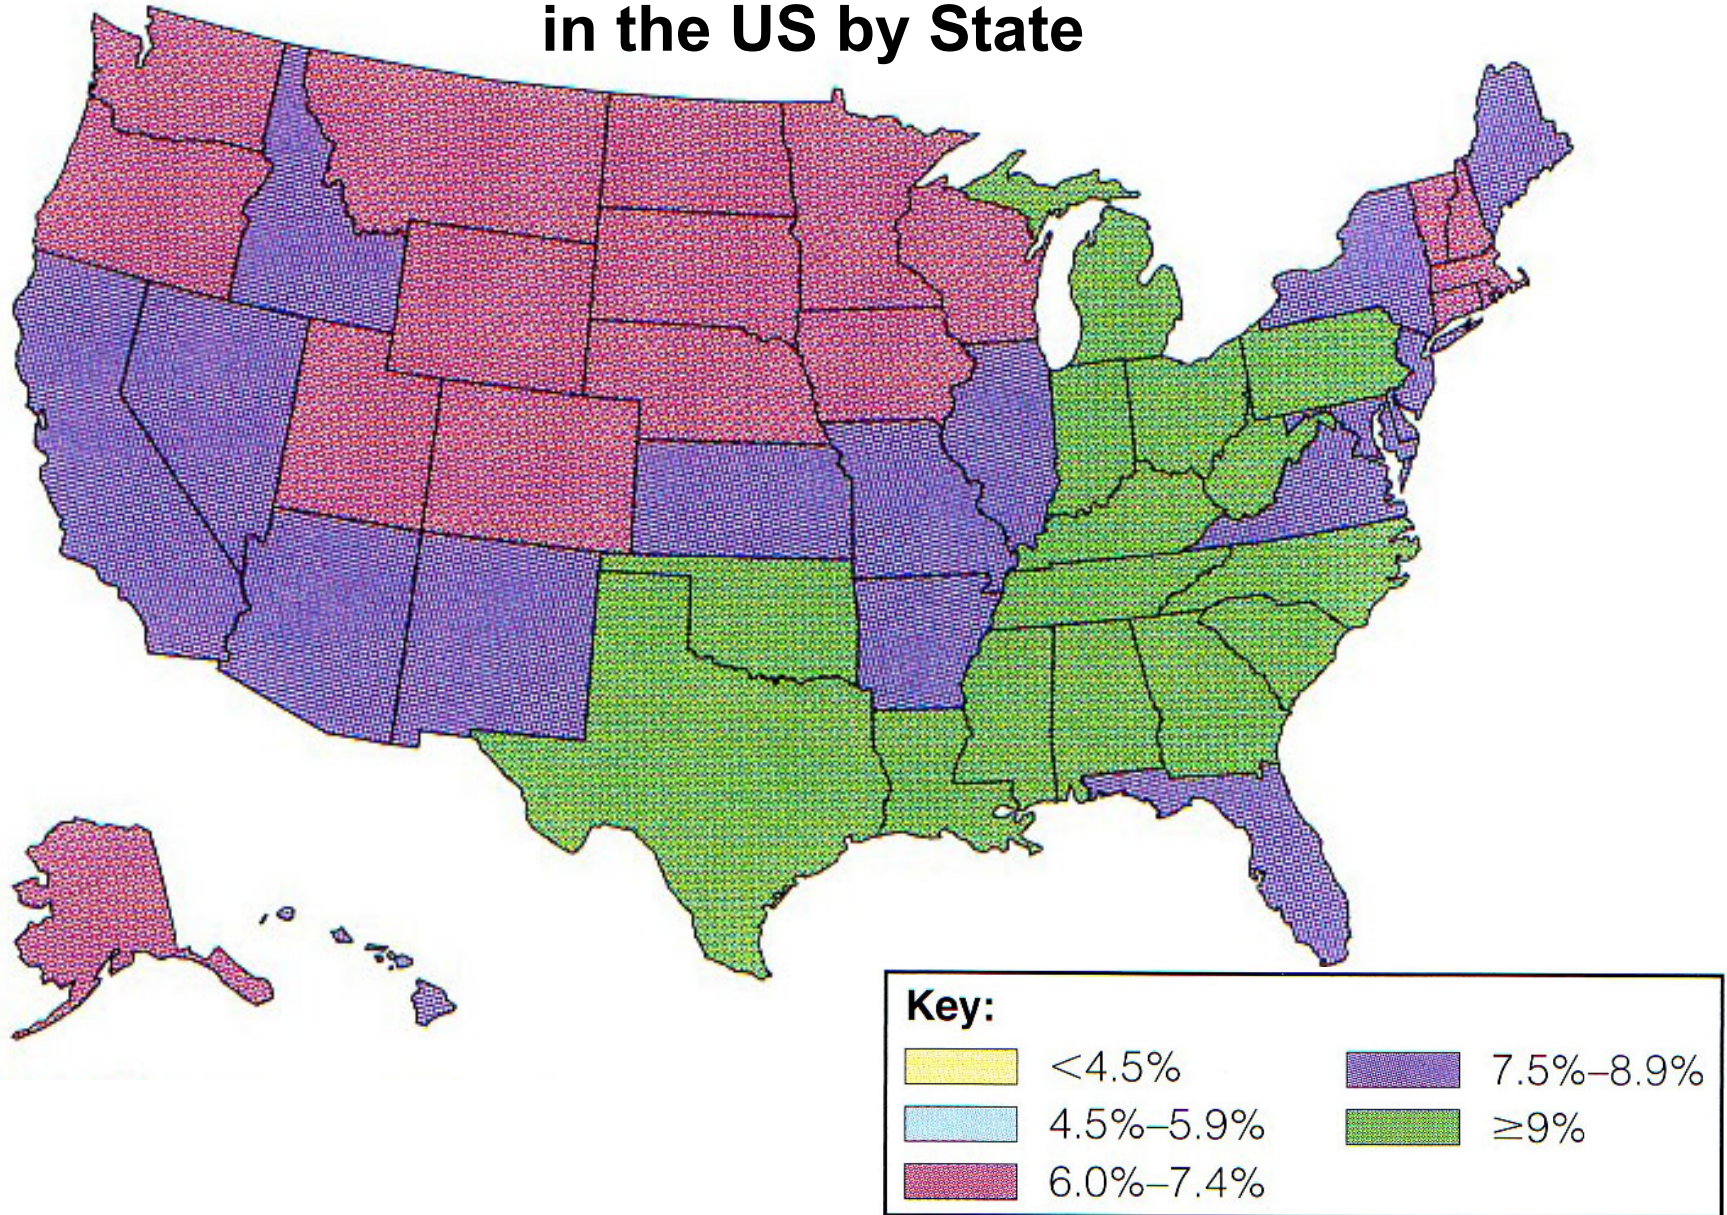 in the US by State
Key:
<4.5%
4.5%–5.9%
6.0%–7.4%
7.5%–8.9%
≥9%